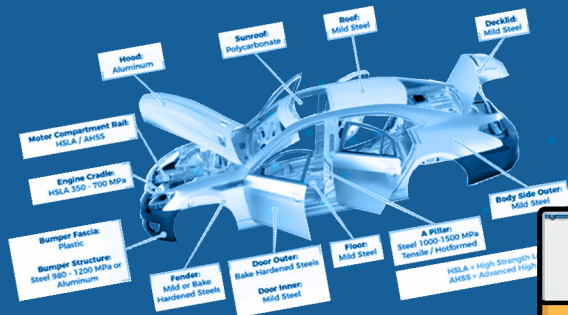 Hood:
Aluminum
Sunroof:
Polycarbonate
Roof:
Mild Steel
Decklid:
Mild Steel
Motor Compartment Rail:
HSLA / AHSS
Engine Cradle:
HSLA 350 - 700 MPa
Bumper Fascia:
Plastic
Bumper Structure:
Steel 980 - 1200 MPa or
Aluminum
Fender:
Mild or Bake
Hardened Steels
Door Outer:
Bake Hardened Steels
Door Inner:
Mild Steel
Floor:
Mild Steel
A Pillar:
Steel 1000-1500 MPa
Tensile / Hotformed
Body Side Outer:
Mild Steel
HSLA = High Strength
AHSS = Advanced High